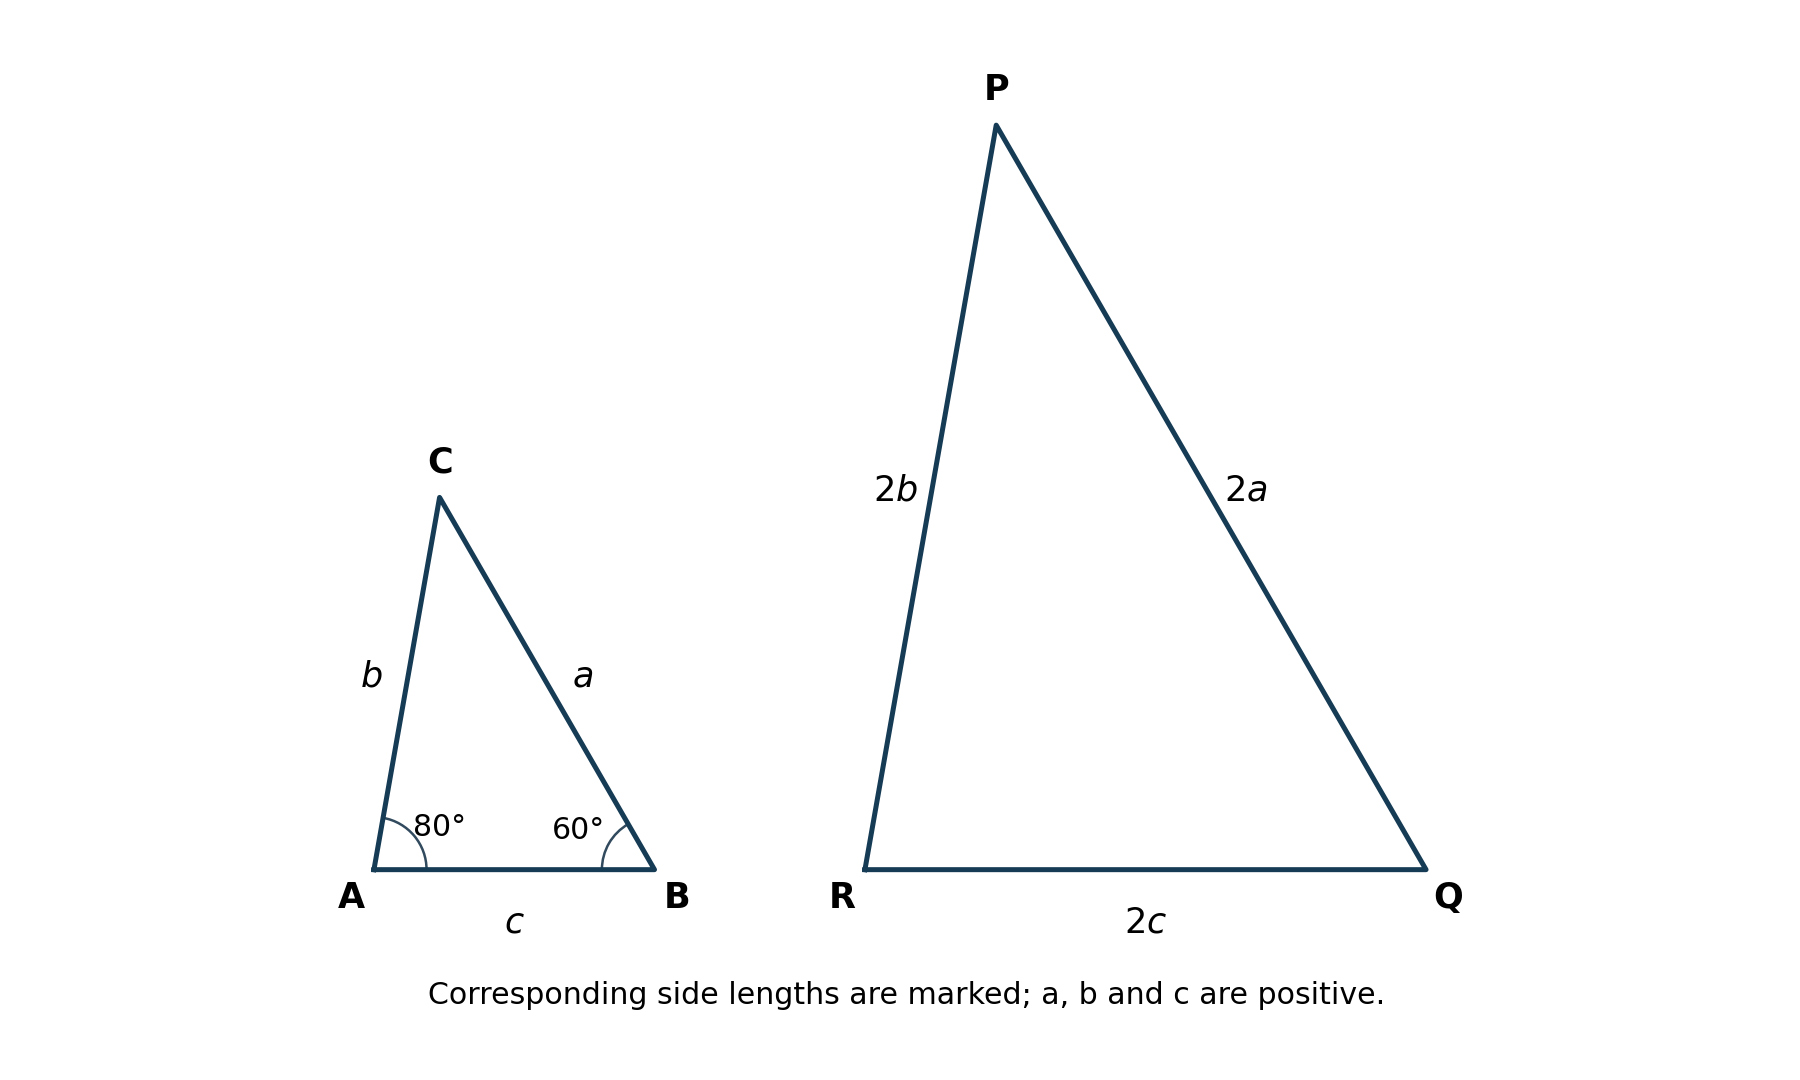 P
C
2b
2a
b
a
80°
60°
A
B
R
Q
c
2c
Corresponding side lengths are marked; a, b and c are positive.